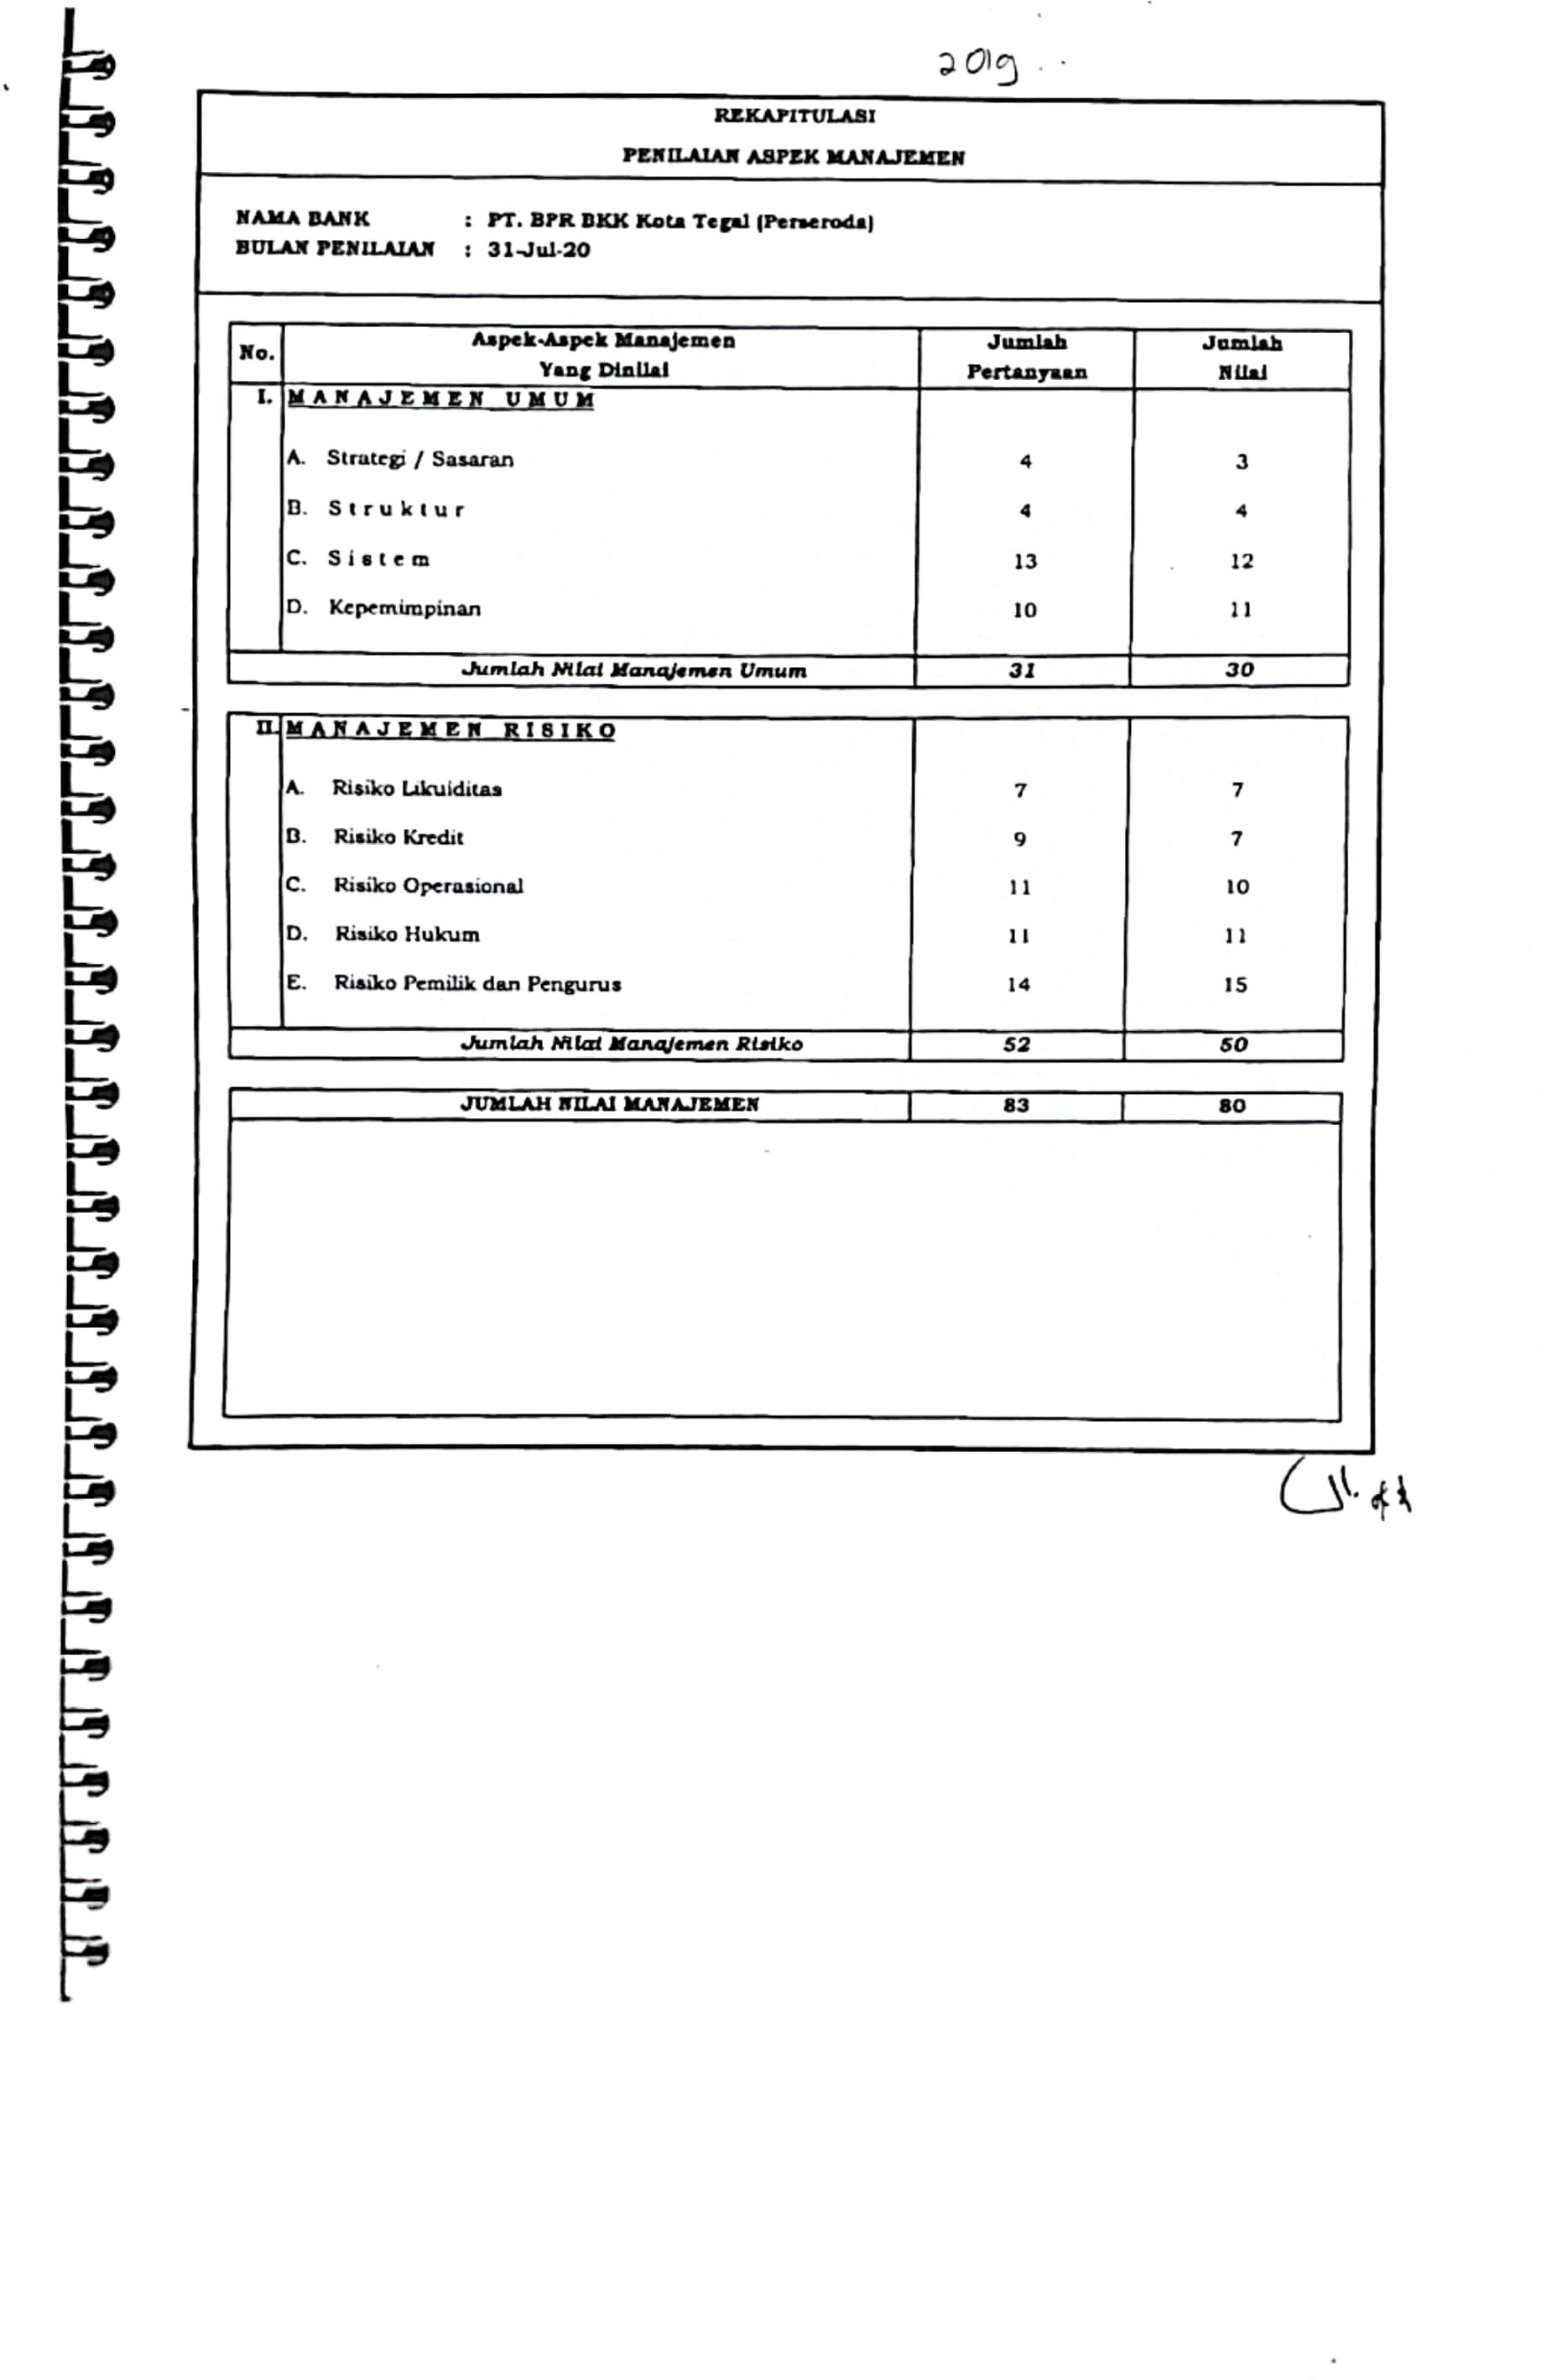 2019
REKAPITULASI
PENILAIAN ASPEK MANAJEMEN
NAMA BANK : PT. BPR BKK Kota Tegal (Perseroda)
BULAN PENILAIAN : 31-Jul-20
No. Aspek-Aspek Manajemen Yang Dinilai Jumlah Pertanyaan Jumlah Nilai
I. MANAJEMEN UMUM
A. Strategi / Sasaran 4 3
B. Struktur 4 4
C. Sistem 13 12
D. Kepemimpinan 10 11
Jumlah Nilai Manajemen Umum 31 30
II. MANAJEMEN RISIKO
A. Risiko Likuiditas 7 7
B. Risiko Kredit 9 7
C. Risiko Operasional 11 10
D. Risiko Hukum 11 11
E. Risiko Pemilik dan Pengurus 14 15
Jumlah Nilai Manajemen Risiko 52 50
JUMLAH NILAI MANAJEMEN 83 80